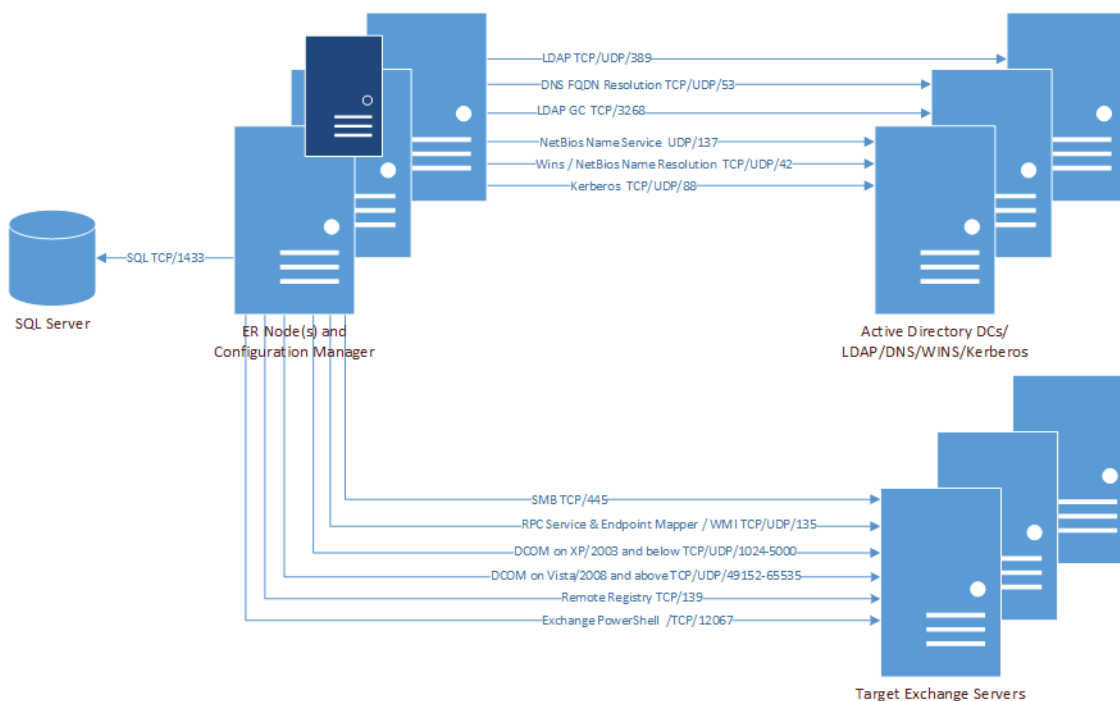 LDAP TCP/UDP/389
DNS FQDN Resolution TCP/UDP/53
LDAP GC TCP/3268
NetBios Name Service UDP/137
Wins / NetBios Name Resolution TCP/UDP/42
Kerberos TCP/UDP/88
SQL TCP/1433
SQL Server
ER Node(s) and
Configuration Manager
Active Directory DCs/
LDAP/DNS/WINS/Kerberos
SMB TCP/445
RPC Service & Endpoint Mapper / WMI TCP/UDP/135
DCOM on XP/2003 and below TCP/UDP/1024-5000
DCOM on Vista/2008 and above TCP/UDP/49152-65535
Remote Registry TCP/139
Exchange PowerShell /TCP/12067
Target Exchange Servers